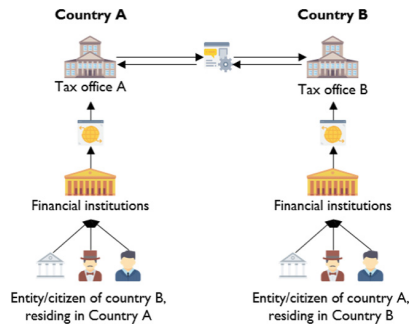 Country A
Country B
Tax office A
Tax office B
Financial institutions
Financial institutions
Entity/citizen of country B,
residing in Country A
Entity/citizen of country A,
residing in Country B